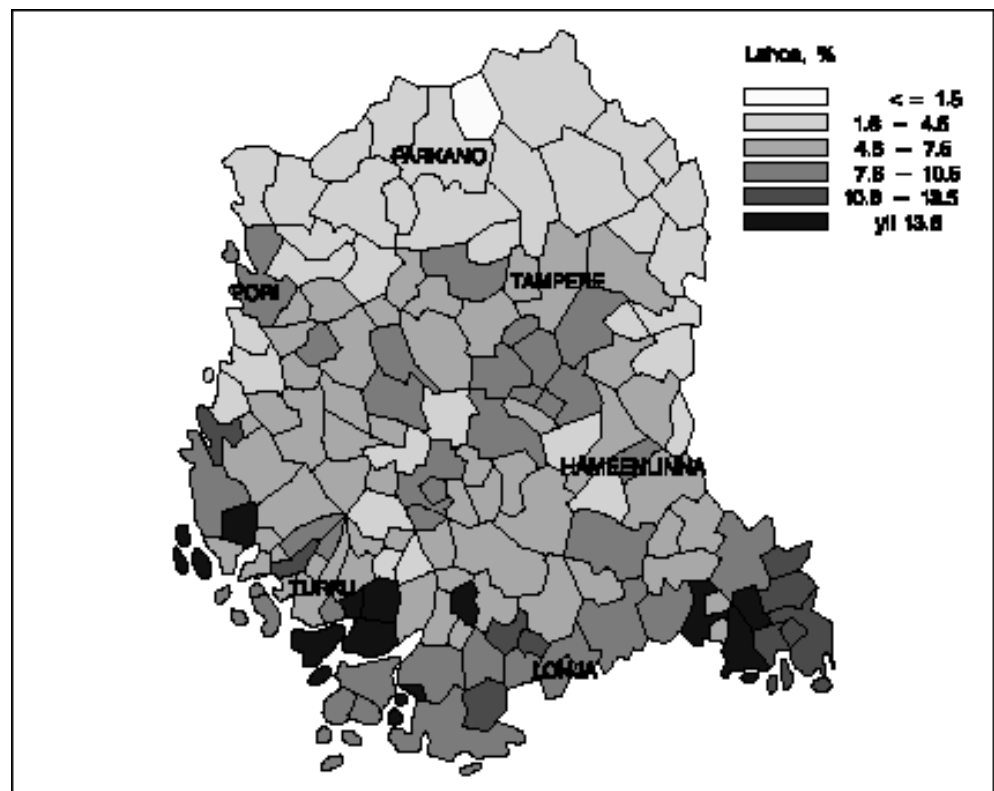 Lahoa, %
<= 1.5
1.6 - 4.5
4.6 - 7.5
7.6 - 10.5
10.6 - 13.5
yli 13.6
PARKANO
TAMPERE
PORI
HÄMEENLINNA
TURKU
LOHJA